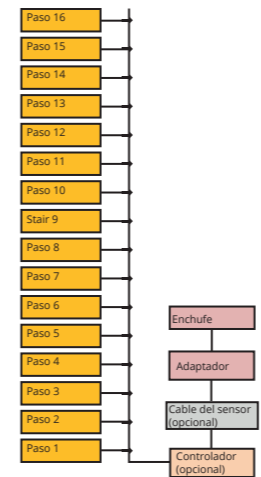 Paso 16
Paso 15
Paso 14
Paso 13
Paso 12
Paso 11
Paso 10
Stair 9
Paso 8
Paso 7
Paso 6
Paso 5
Paso 4
Paso 3
Paso 2
Paso 1
Enchufe
Adaptador
Cable del sensor
(opcional)
Controlador
(opcional)